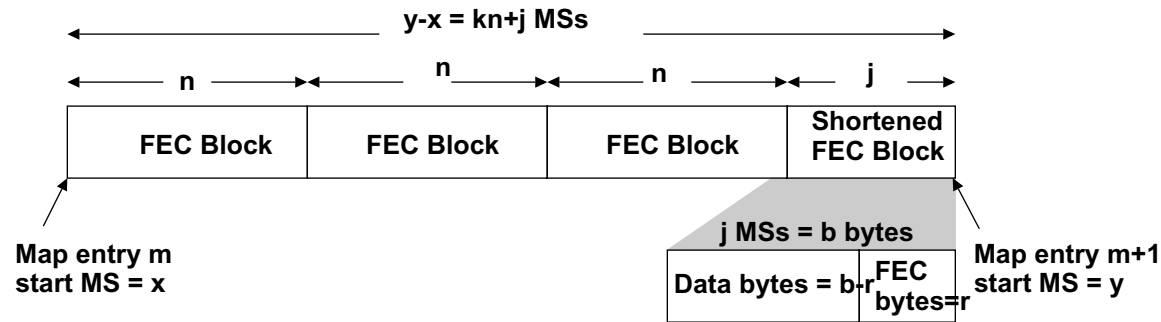 y-x = kn+j MSs
n
n
n
j
FEC Block
FEC Block
FEC Block
Shortened
FEC Block
Map entry m
start MS = x
j MSs = b bytes
Map entry m+1
start MS = y
Data bytes = b-r
FEC
bytes=r